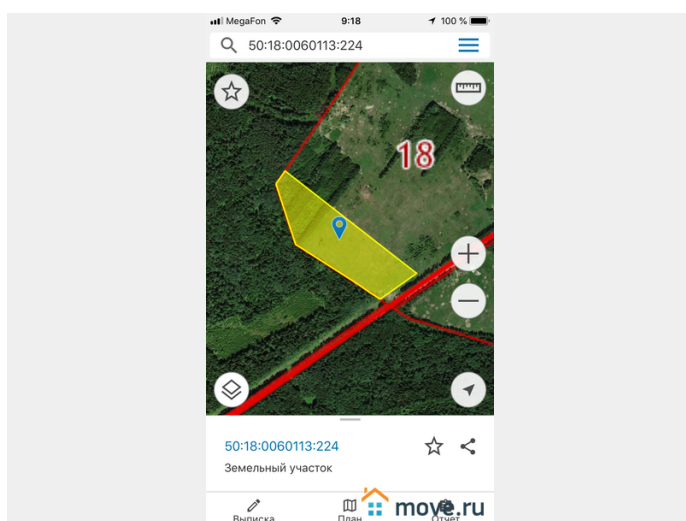 MegaFon 9:18 100 %
50:18:0060113:224
18
50:18:0060113:224
Земельный участок
Выписка План Отчет
move.ru